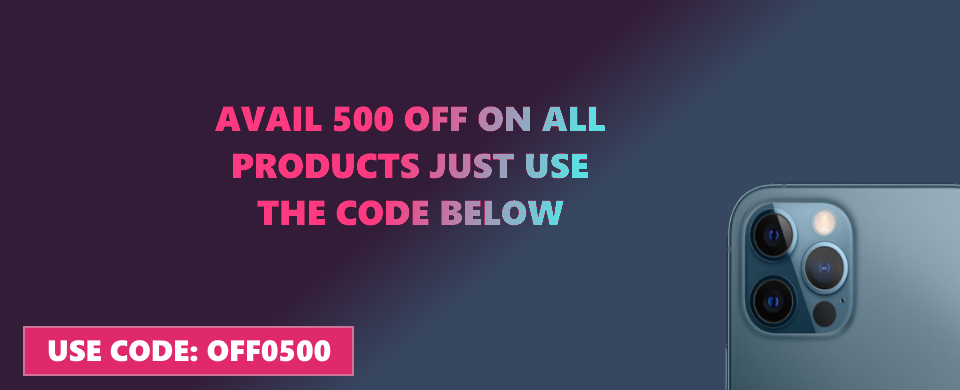 AVAIL 500 OFF ON ALL
PRODUCTS JUST USE
THE CODE BELOW
USE CODE: OFF0500